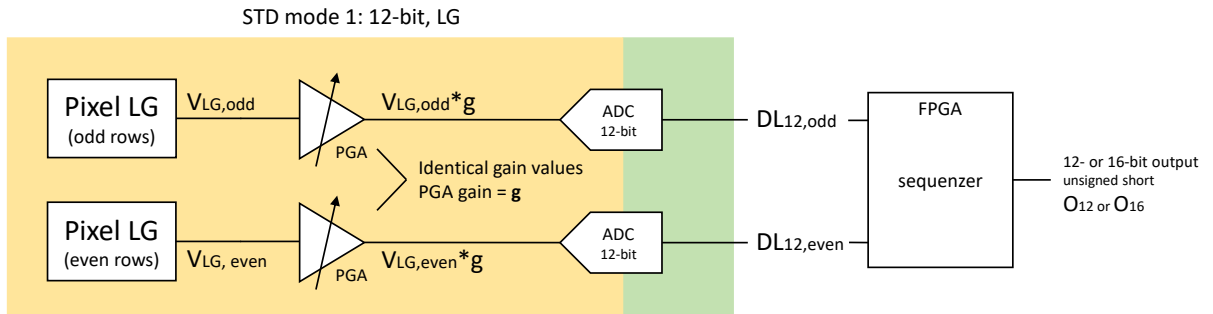 STD mode 1: 12-bit, LG
Pixel LG
(odd rows)
VLG,odd
PGA
VLG,odd*g
ADC
12-bit
DL12,odd
Identical gain values
PGA gain = g
Pixel LG
(even rows)
VLG, even
PGA
VLG,even*g
ADC
12-bit
DL12,even
FPGA
sequenzer
12- or 16-bit output
unsigned short
O12 or O16